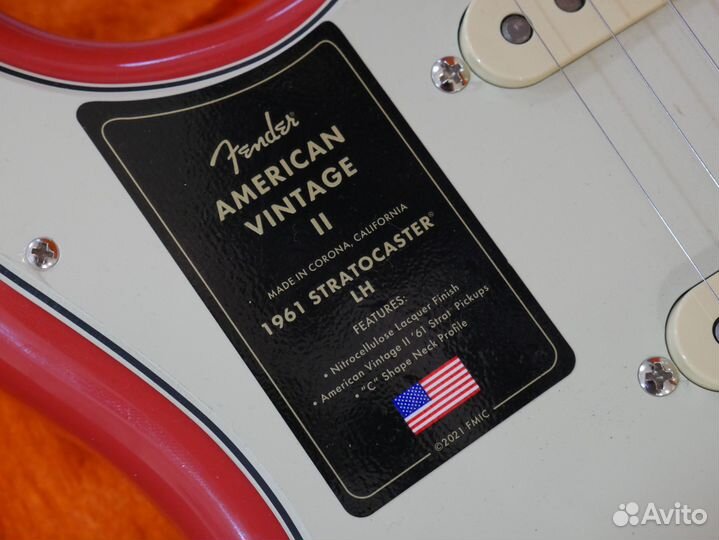 Fender
AMERICAN
VINTAGE
II
MADE IN CORONA, CALIFORNIA
1961 STRATOCASTER®
LH
FEATURES:
• Nitrocellulose Lacquer Finish
• American Vintage II '61 Strat® Pickups
• "C" Shape Neck Profile
©2021 FMIC
Avito